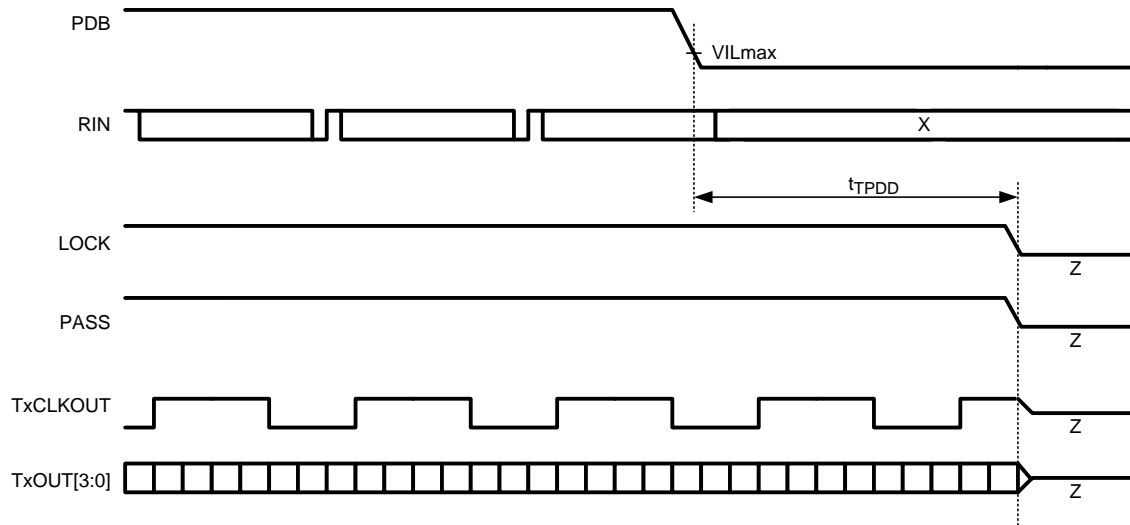 PDB
VILmax
RIN
X
tTPDD
LOCK
Z
PASS
Z
TxCLKOUT
Z
TxOUT[3:0]
Z